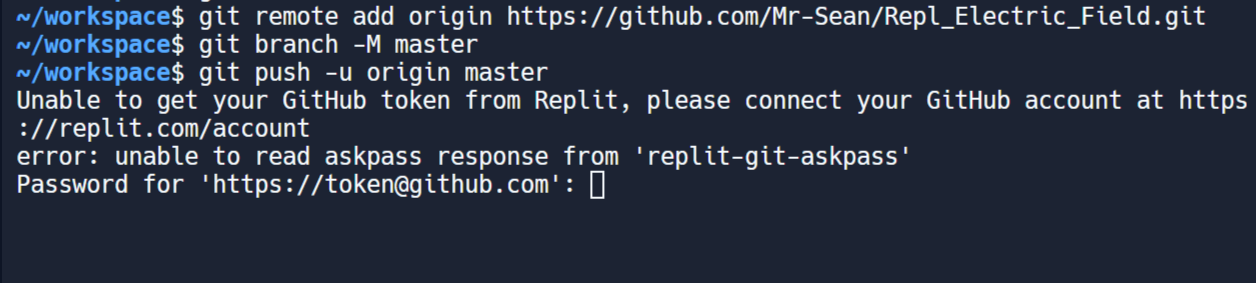 ~/workspace$ git remote add origin https://github.com/Mr-Sean/Repl_Electric_Field.git
~/workspace$ git branch -M master
~/workspace$ git push -u origin master
Unable to get your GitHub token from Replit, please connect your GitHub account at https
://replit.com/account
error: unable to read askpass response from 'replit-git-askpass'
Password for 'https://token@github.com':